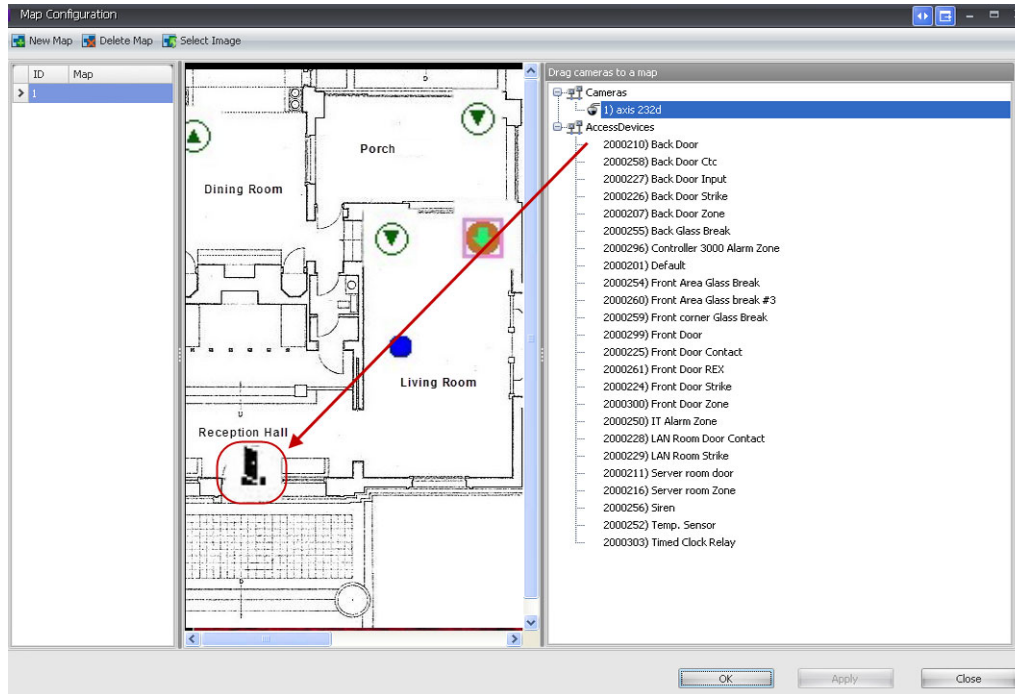 Map Configuration
New Map Delete Map Select Image
ID Map
1
Porch
Dining Room
Living Room
Reception Hall
Drag cameras to a map
Cameras
1) axis 232d
AccessDevices
2000210) Back Door
2000258) Back Door Ctc
2000227) Back Door Input
2000226) Back Door Strike
2000207) Back Door Zone
2000255) Back Glass Break
2000296) Controller 3000 Alarm Zone
2000201) Default
2000254) Front Area Glass Break
2000260) Front Area Glass break #3
2000259) Front corner Glass Break
2000299) Front Door
2000225) Front Door Contact
2000261) Front Door REX
2000224) Front Door Strike
2000300) Front Door Zone
2000250) IT Alarm Zone
2000228) LAN Room Door Contact
2000229) LAN Room Strike
2000211) Server room door
2000216) Server room Zone
2000256) Siren
2000252) Temp. Sensor
2000303) Timed Clock Relay
OK Apply Close